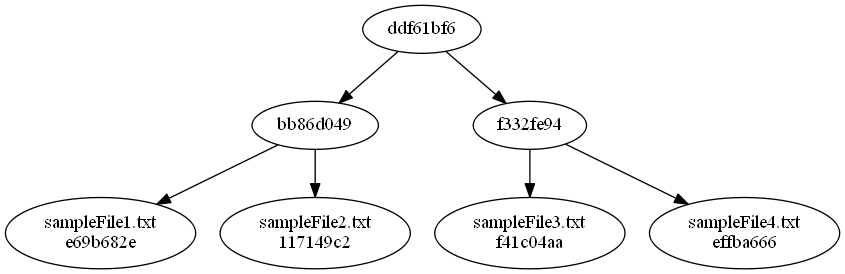 ddf61bf6
bb86d049
f332fe94
sampleFile1.txt
e69b682e
sampleFile2.txt
117149c2
sampleFile3.txt
f41c04aa
sampleFile4.txt
effba666